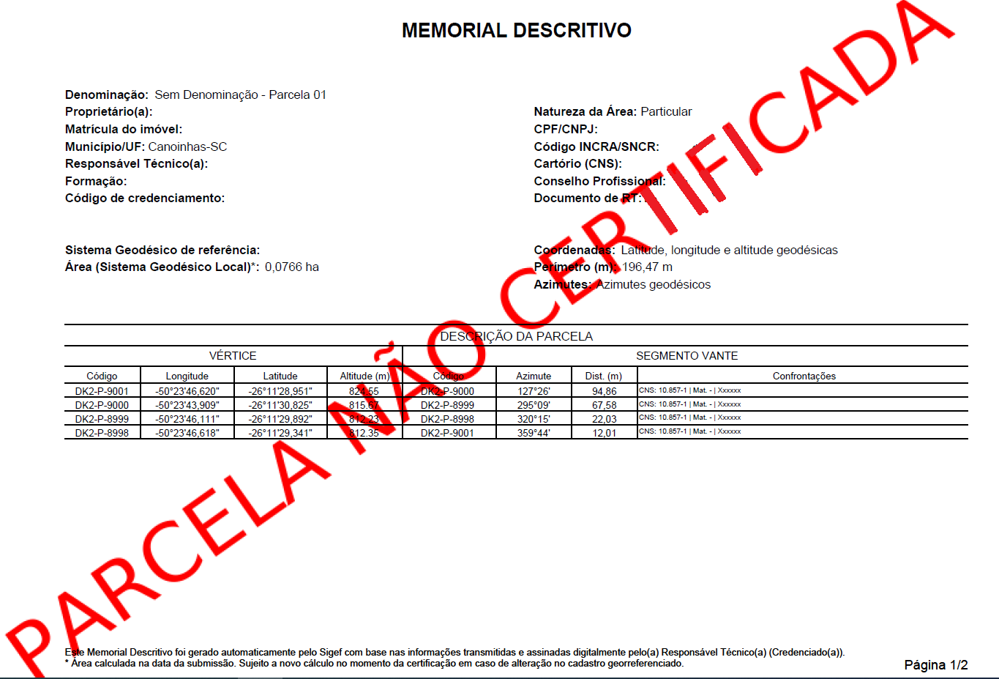 MEMORIAL DESCRITIVO
Denominação: Sem Denominação - Parcela 01
Proprietário(a):
Natureza da Área: Particular
Matrícula do imóvel:
CPF/CNPJ:
Município/UF: Canoinhas-SC
Código INCRA/SNCR:
Responsável Técnico(a):
Cartório (CNS):
Formação:
Conselho Profissional:
Código de credenciamento:
Documento de RT:
Sistema Geodésico de referência:
Coordenadas: Latitude, longitude e altitude geodésicas
Área (Sistema Geodésico Local)*: 0,0766 ha
Perímetro (m): 196,47 m
Azimutes: Azimutes geodésicos
DESCRIÇÃO DA PARCELA
VÉRTICE SEGMENTO VANTE
Código Longitude Latitude Altitude (m) Código Azimute Dist. (m) Confrontações
DK2-P-9001 -50°23'46,620" -26°11'28,951" 824.55 DK2-P-9000 127°26' 94,86 CNS: 10.857-1 | Mat. - | Xxxxxx
DK2-P-9000 -50°23'43,909" -26°11'30,825" 815.67 DK2-P-8999 295°09' 67,58 CNS: 10.857-1 | Mat. - | Xxxxxx
DK2-P-8999 -50°23'46,111" -26°11'29,892" 812.23 DK2-P-8998 320°15' 22,03 CNS: 10.857-1 | Mat. - | Xxxxxx
DK2-P-8998 -50°23'46,618" -26°11'29,341" 812.35 DK2-P-9001 359°44' 12,01 CNS: 10.857-1 | Mat. - | Xxxxxx
PARCELA NÃO CERTIFICADA
Este Memorial Descritivo foi gerado automaticamente pelo Sigef com base nas informações transmitidas e assinadas digitalmente pelo(a) Responsável Técnico(a) (Credenciado(a)).
* Área calculada na data da submissão. Sujeito a novo cálculo no momento da certificação em caso de alteração no cadastro georreferenciado.
Página 1/2